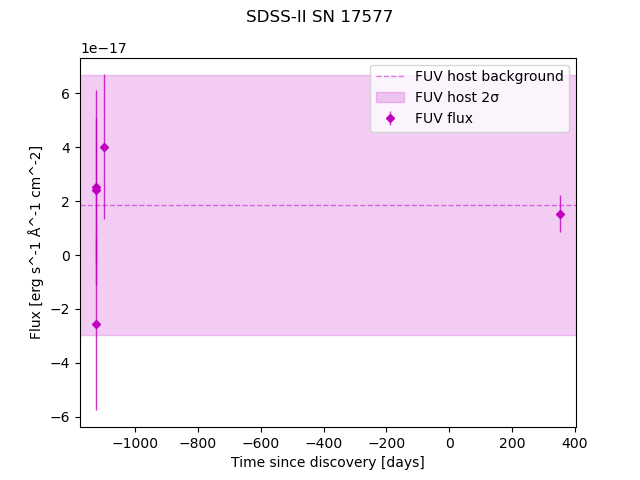 SDSS-II SN 17577
1e−17
FUV host background
FUV host 2σ
FUV flux
6
4
2
0
−2
−4
−6
Flux [erg s^-1 Å^-1 cm^-2]
−1000 −800 −600 −400 −200 0 200 400
Time since discovery [days]